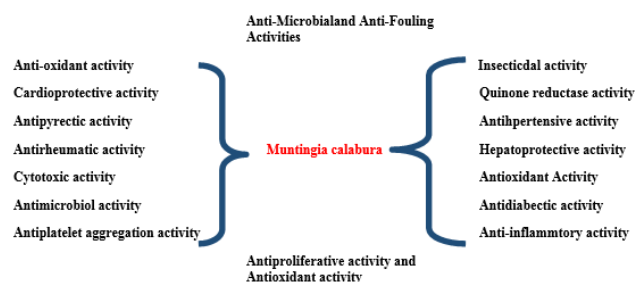 Anti-Microbialand Anti-Fouling
Activities
Anti-oxidant activity
Cardioprotective activity
Antipyrectic activity
Antirheumatic activity
Cytotoxic activity
Antimicrobiol activity
Antiplatelet aggregation activity
Muntingia calabura
Insecticdal activity
Quinone reductase activity
Antihpertensive activity
Hepatoprotective activity
Antioxidant Activity
Antidiabectic activity
Anti-inflammtory activity
Antiproliferative activity and
Antioxidant activity